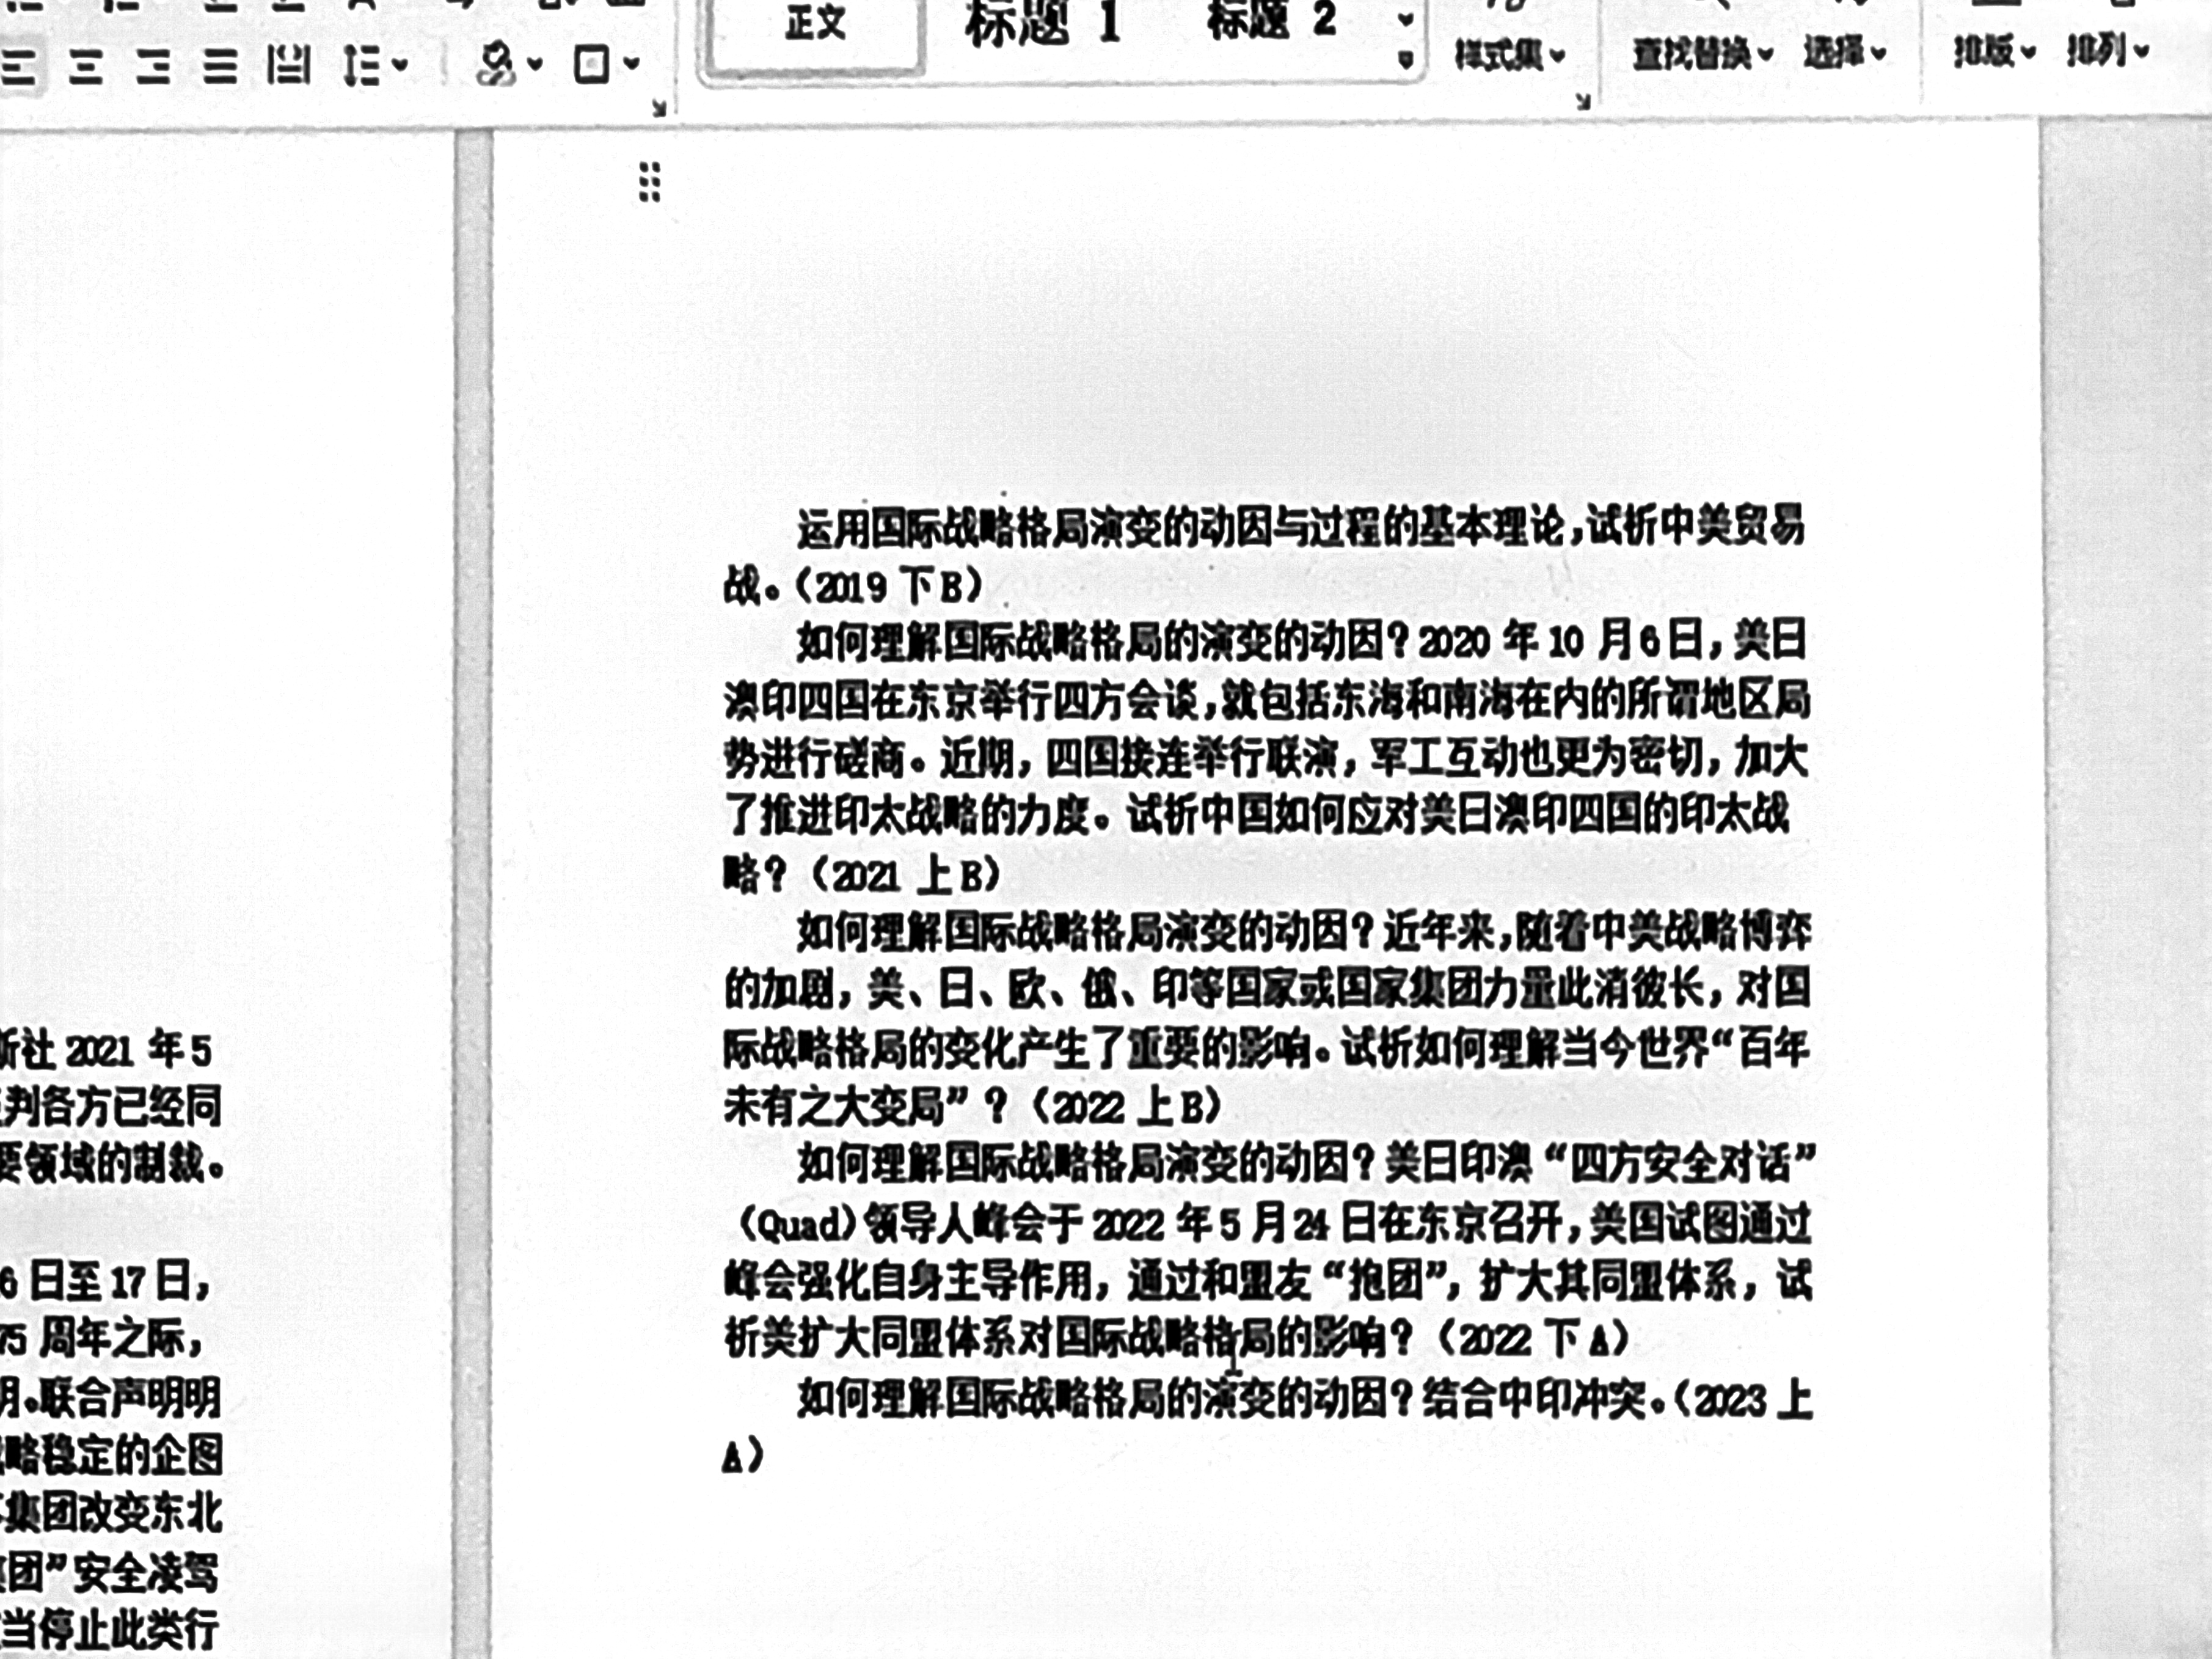 正文
标题 1
标题 2
样式集
查找替换
选择
排版
排列
斯社 2021 年 5
判各方已经同
要领域的制裁。
6 日至 17 日，
75 周年之际，
明。联合声明明
略稳定的企图
集团改变东北
集团”安全凌驾
当停止此类行
运用国际战略格局演变的动因与过程的基本理论,试析中美贸易
战。（2019 下 B）
如何理解国际战略格局的演变的动因？2020 年 10 月 6 日，美日
澳印四国在东京举行四方会谈,就包括东海和南海在内的所谓地区局
势进行磋商。近期，四国接连举行联演，军工互动也更为密切，加大
了推进印太战略的力度。试析中国如何应对美日澳印四国的印太战
略？（2021 上 B）
如何理解国际战略格局演变的动因？近年来,随着中美战略博弈
的加剧，美、日、欧、俄、印等国家或国家集团力量此消彼长，对国
际战略格局的变化产生了重要的影响。试析如何理解当今世界“百年
未有之大变局”？（2022 上 B）
如何理解国际战略格局演变的动因？美日印澳“四方安全对话”
（Quad）领导人峰会于 2022 年 5 月 24 日在东京召开,美国试图通过
峰会强化自身主导作用，通过和盟友“抱团”，扩大其同盟体系，试
析美扩大同盟体系对国际战略格局的影响？（2022 下 A）
如何理解国际战略格局的演变的动因？结合中印冲突。（2023 上
A）